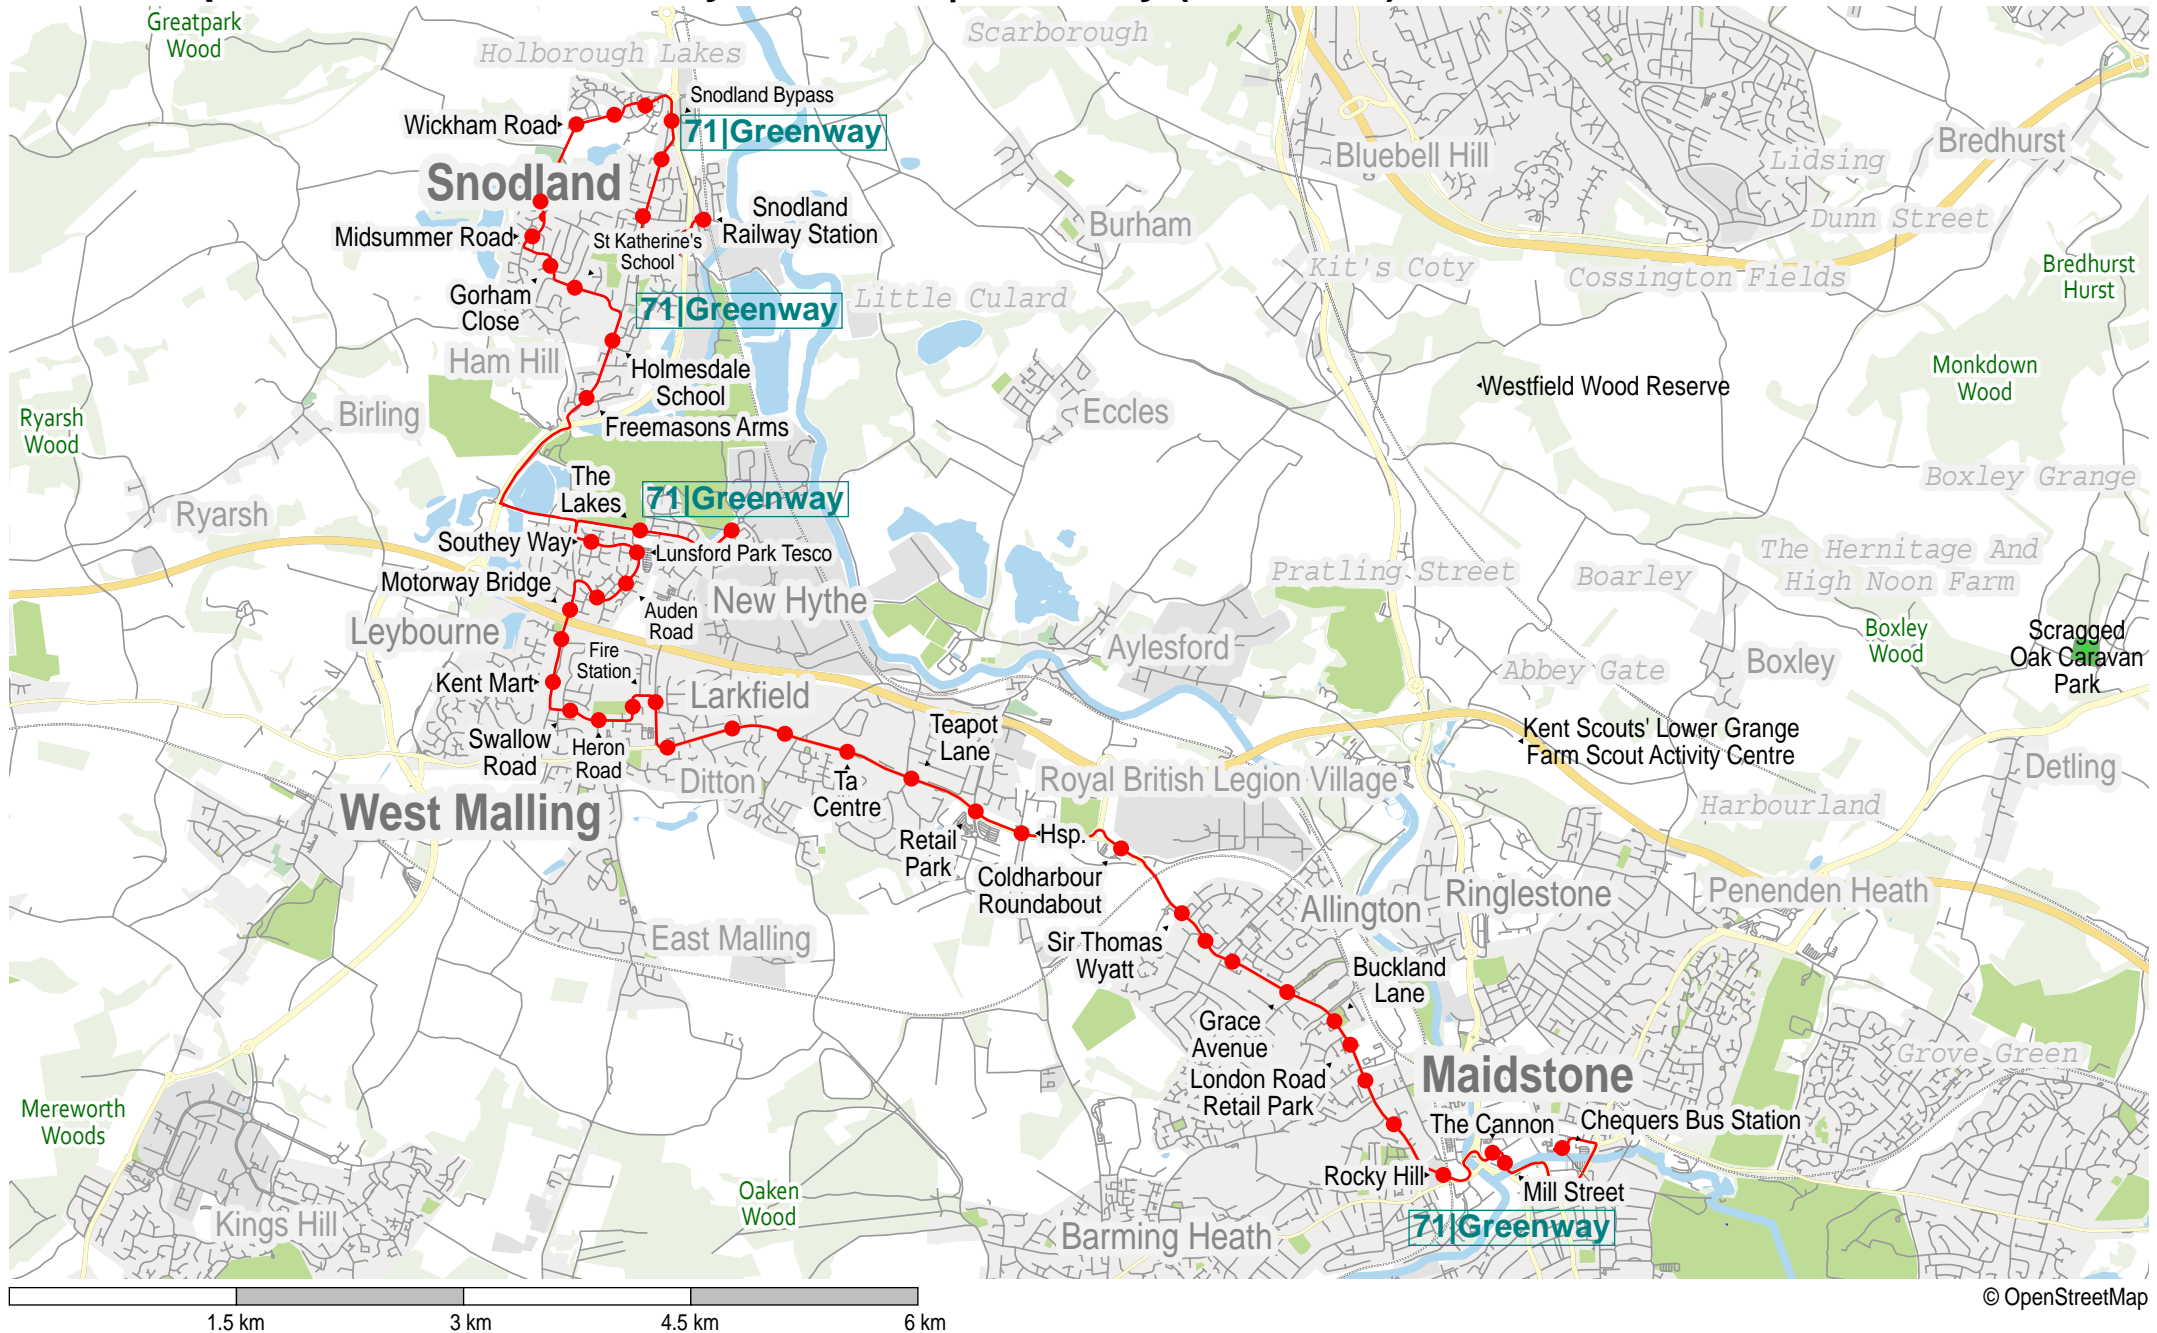 Greatpark
Wood
Holborough Lakes
Scarborough
Snodland Bypass
Wickham Road
71|Greenway
Bluebell Hill
Lidsing
Bredhurst
Snodland
Snodland
Railway Station
Burham
Dunn Street
Midsummer Road
St Katherine's
School
Kit's Coty
Cossington Fields
Bredhurst
Hurst
Gorham
Close
71|Greenway
Little Culard
Ham Hill
Holmesdale
School
Westfield Wood Reserve
Monkdown
Wood
Ryarsh
Wood
Birling
Freemasons Arms
Eccles
The
Lakes
71|Greenway
Boxley Grange
Ryarsh
Southey Way
Lunsford Park Tesco
The Hernitage And
High Noon Farm
Motorway Bridge
Pratling Street
Boarley
Auden
Road
New Hythe
Leybourne
Fire
Station
Aylesford
Abbey Gate
Boxley
Boxley
Wood
Scragged
Oak Caravan
Park
Kent Mart
Larkfield
Teapot
Lane
Swallow
Road
Heron
Road
Kent Scouts' Lower Grange
Farm Scout Activity Centre
Ditton
Ta
Centre
Royal British Legion Village
Detling
West Malling
Harbourland
Retail
Park
Hsp.
Coldharbour
Roundabout
Allington
Ringlestone
Penenden Heath
East Malling
Sir Thomas
Wyatt
Buckland
Lane
Grace
Avenue
London Road
Retail Park
Maidstone
Grove Green
Mereworth
Woods
The Cannon
Chequers Bus Station
Rocky Hill
Mill Street
Oaken
Wood
71|Greenway
Kings Hill
Barming Heath
© OpenStreetMap
1.5 km
3 km
4.5 km
6 km